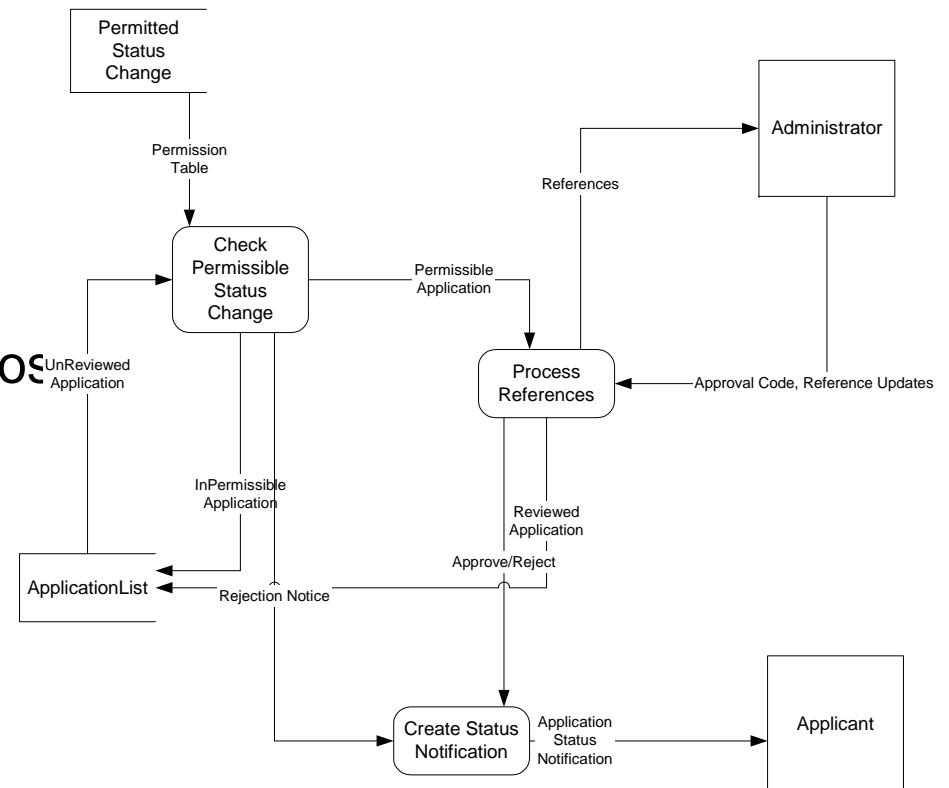 Permitted
Status
Change
Administrator
Permission
Table
References
Check
Permissible
Status
Change
Permissible
Application
os
UnReviewed
Application
Process
References
Approval Code, Reference Updates
InPermissible
Application
Reviewed
Application
Approve/Reject
ApplicationList
Rejection Notice
Create Status
Notification
Application
Status
Notification
Applicant